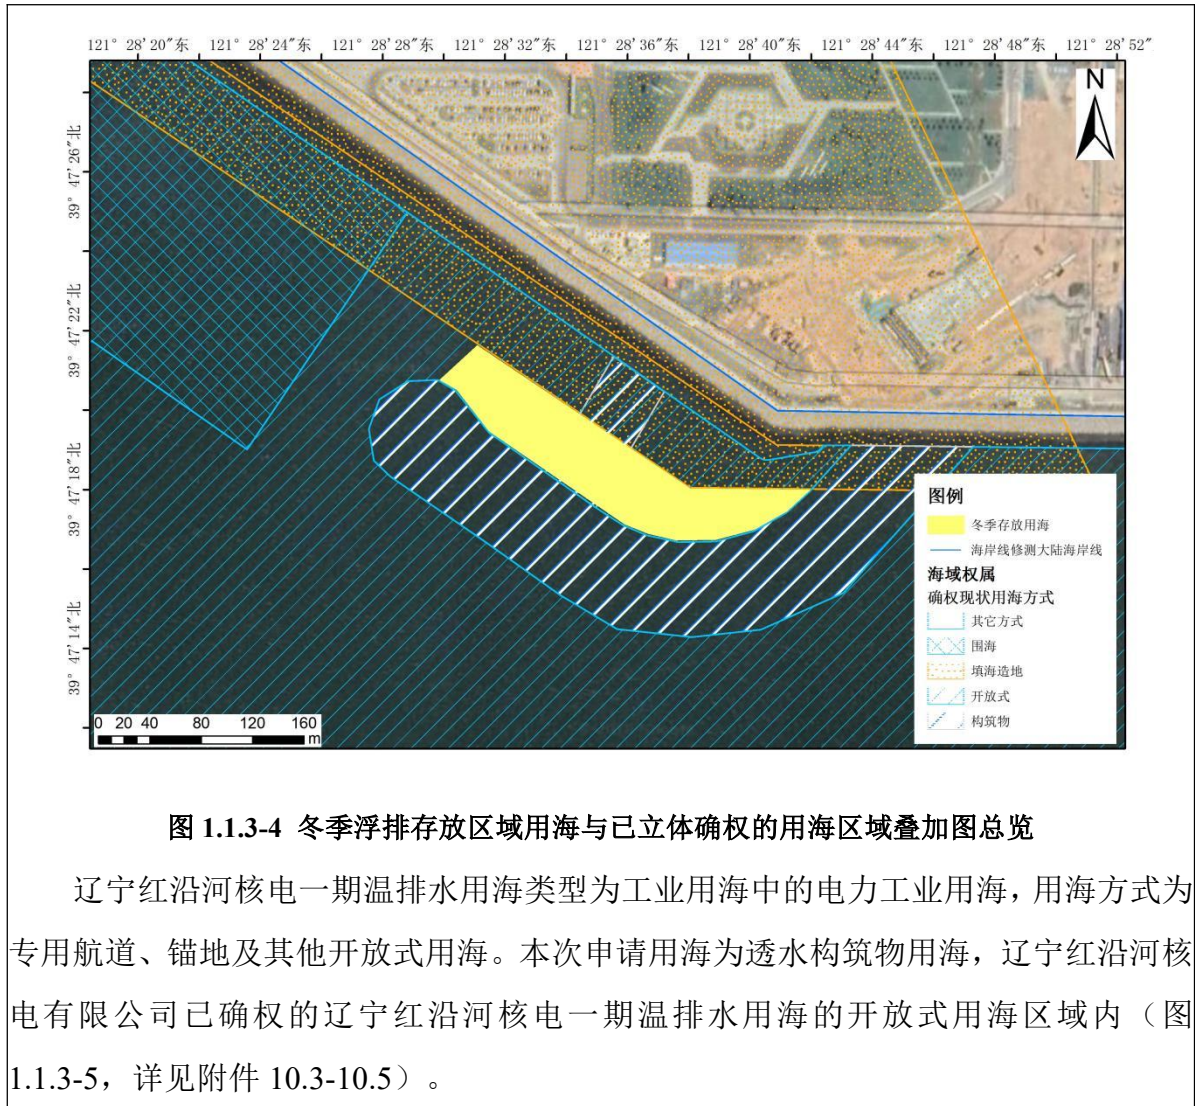 121° 28′20″东 121° 28′24″东 121° 28′28″东 121° 28′32″东 121° 28′36″东 121° 28′40″东 121° 28′44″东 121° 28′48″东 121° 28′52″
N
39° 47′26″北
39° 47′22″北
39° 47′18″北
39° 47′14″北
图例
冬季存放用海
海岸线修测大陆海岸线
海域权属
确权现状用海方式
其它方式
围海
填海造地
开放式
构筑物
0 20 40 80 120 160
m
图 1.1.3-4 冬季浮排存放区域用海与已立体确权的用海区域叠加图总览
辽宁红沿河核电一期温排水用海类型为工业用海中的电力工业用海，用海方式为
专用航道、锚地及其他开放式用海。本次申请用海为透水构筑物用海，辽宁红沿河核
电有限公司已确权的辽宁红沿河核电一期温排水用海的开放式用海区域内（图
1.1.3-5，详见附件 10.3-10.5）。